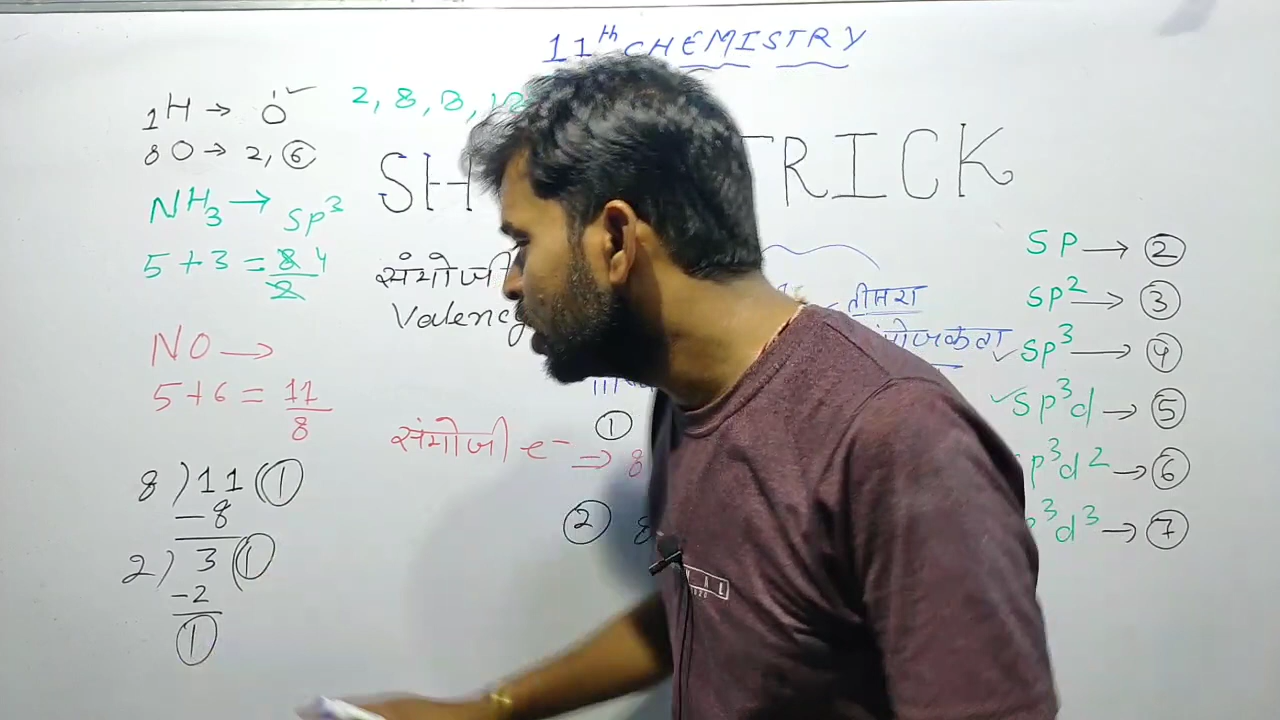 11th CHEMISTRY
1H → 0
8O → 2, 6
2, 8, 8, 18
SH TRICK
NH3 → sp3
5 + 3 = 8/2 4
NO →
5 + 6 = 11/8
8 ) 11 ( 1
- 8
2 ) 3 ( 1
- 2
1
संयोजी
Valency
तीसरा
संयोजी e- ⇒ 8
1
2 8
SP → 2
SP2 → 3
✓ SP3 → 4
✓ SP3d → 5
p3d2 → 6
3d3 → 7